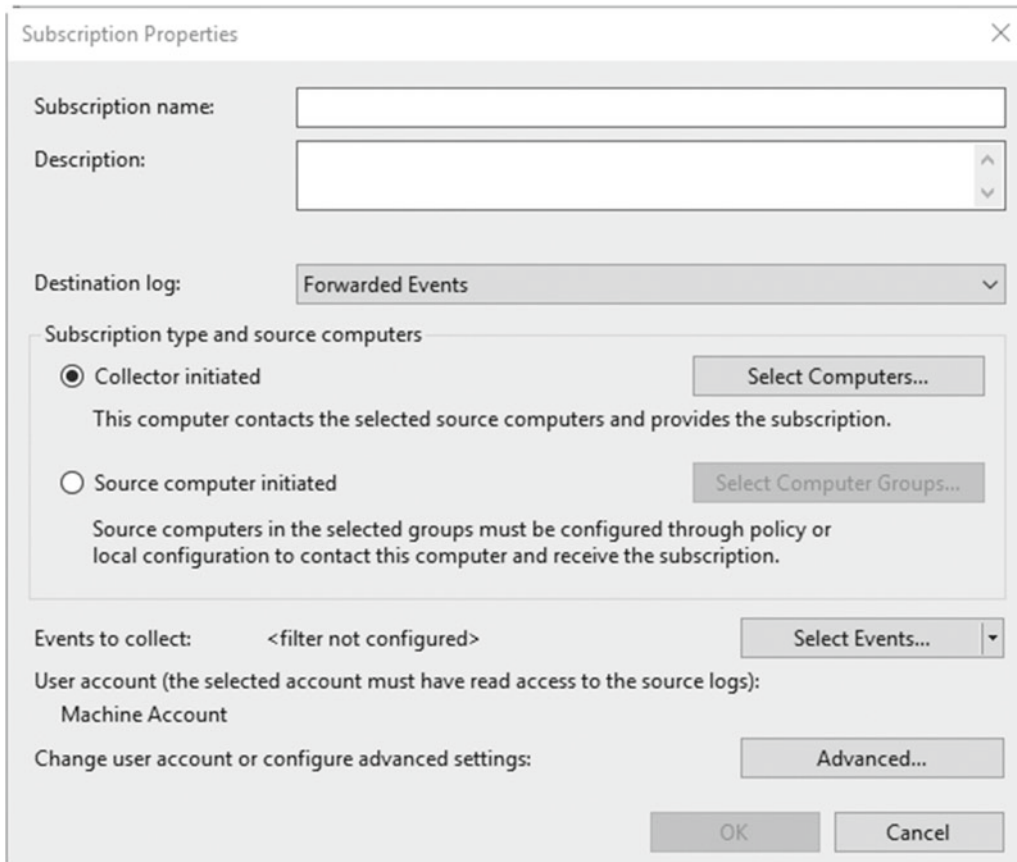 Subscription Properties
Subscription name:
Description:
Destination log:
Forwarded Events
Subscription type and source computers
Collector initiated
Select Computers...
This computer contacts the selected source computers and provides the subscription.
Source computer initiated
Select Computer Groups...
Source computers in the selected groups must be configured through policy or
local configuration to contact this computer and receive the subscription.
Events to collect:
<filter not configured>
Select Events...
User account (the selected account must have read access to the source logs):
Machine Account
Change user account or configure advanced settings:
Advanced...
OK
Cancel